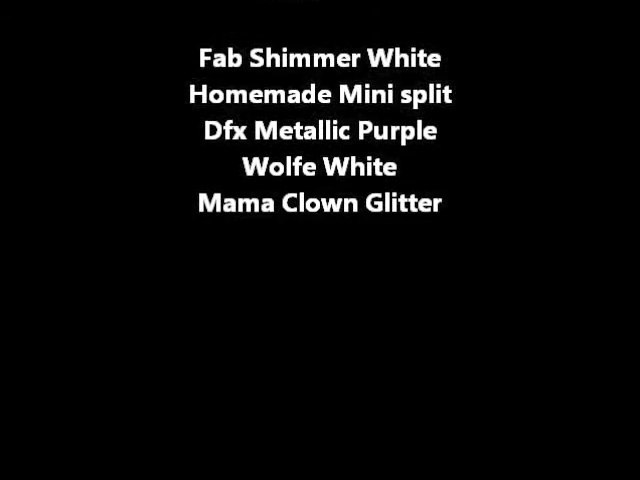 Fab Shimmer White
Homemade Mini split
Dfx Metallic Purple
Wolfe White
Mama Clown Glitter